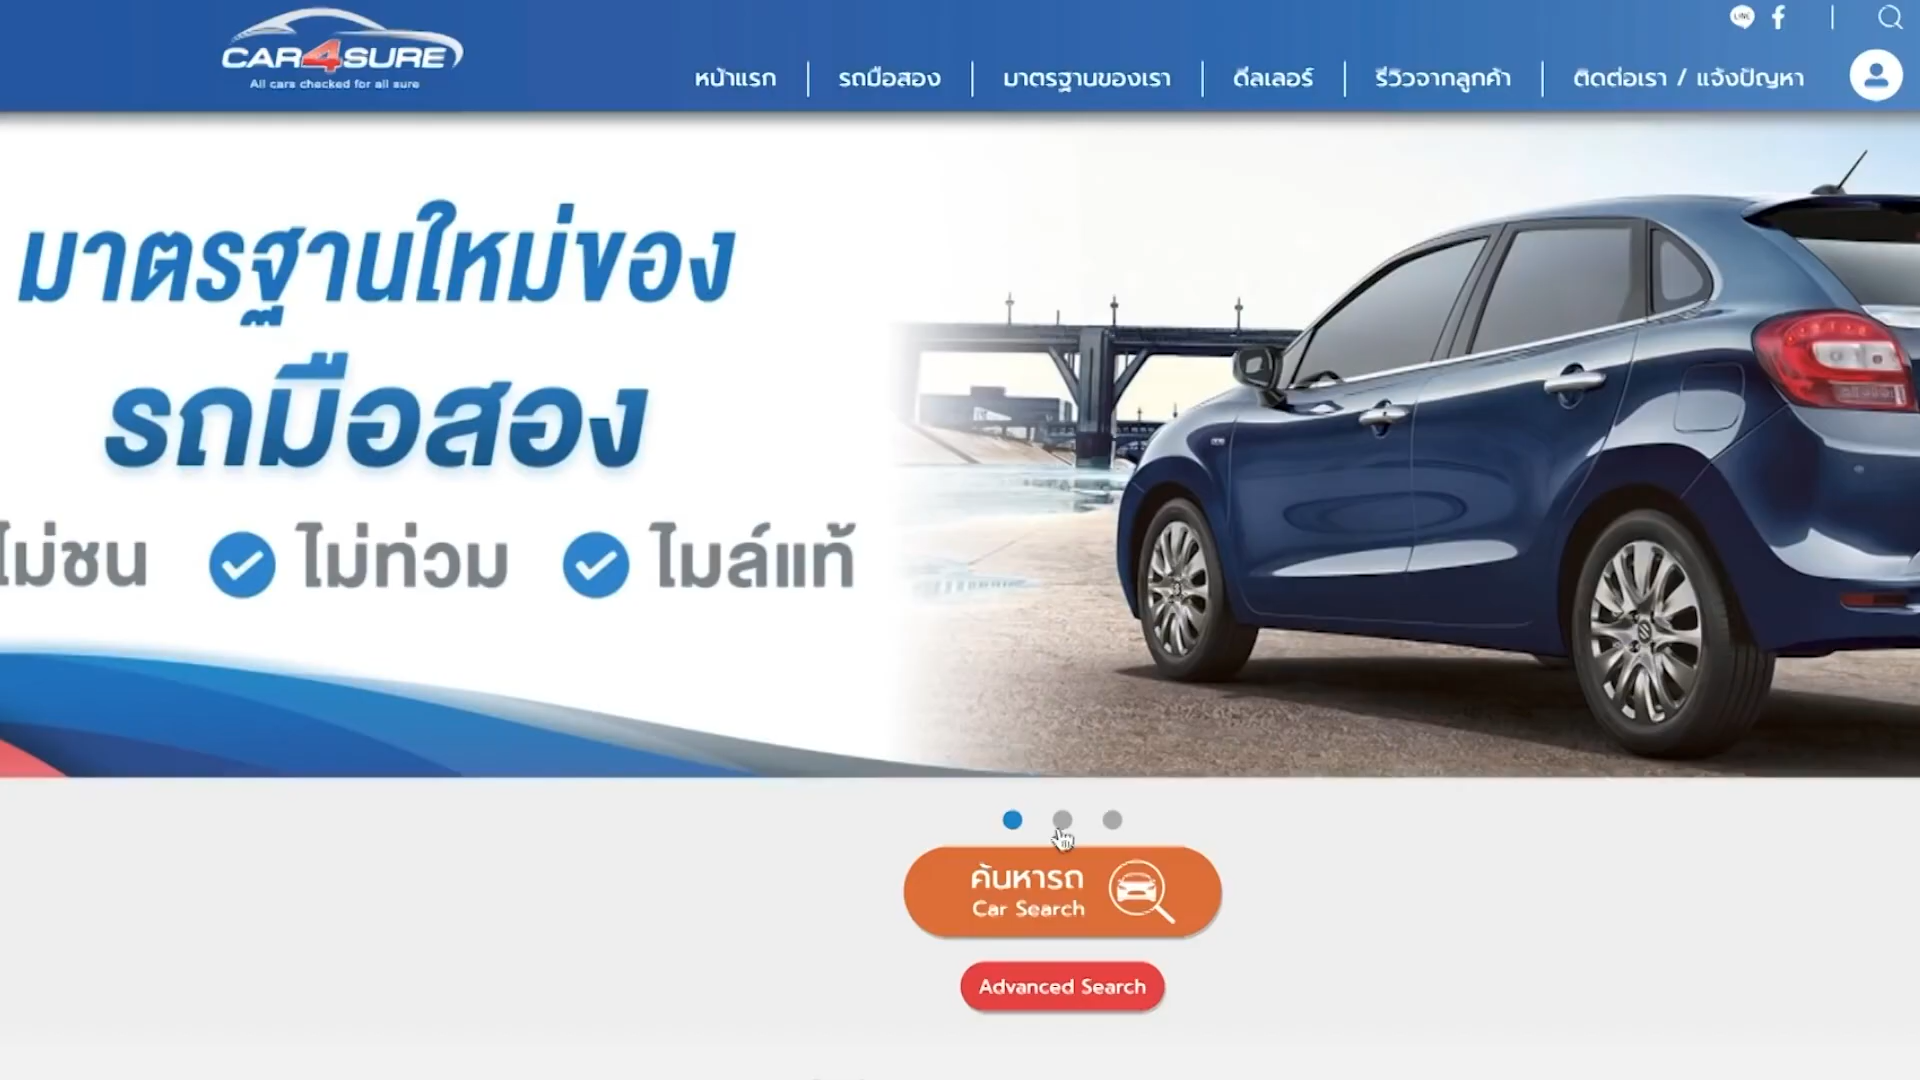 CAR4SURE
All cars checked for all sure
LINE
หน้าแรก
รถมือสอง
มาตรฐานของเรา
ดีลเลอร์
รีวิวจากลูกค้า
ติดต่อเรา / แจ้งปัญหา
มาตรฐานใหม่ของ
รถมือสอง
ไม่ชน ไม่ท่วม ไมล์แท้
ค้นหารถ
Car Search
Advanced Search